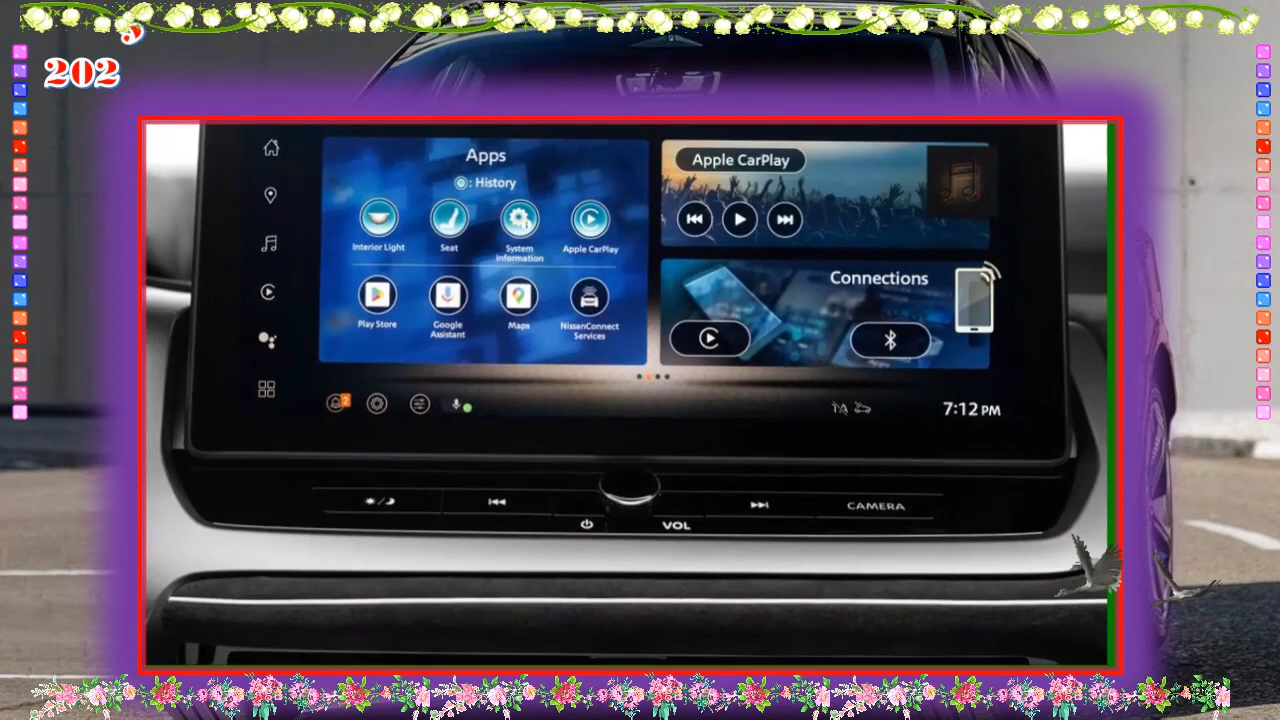 202
Apps
: History
Interior Light
Seat
System
Information
Apple CarPlay
Play Store
Google
Assistant
Maps
NissanConnect
Services
Apple CarPlay
Connections
2
7:12 PM
CAMERA
VOL